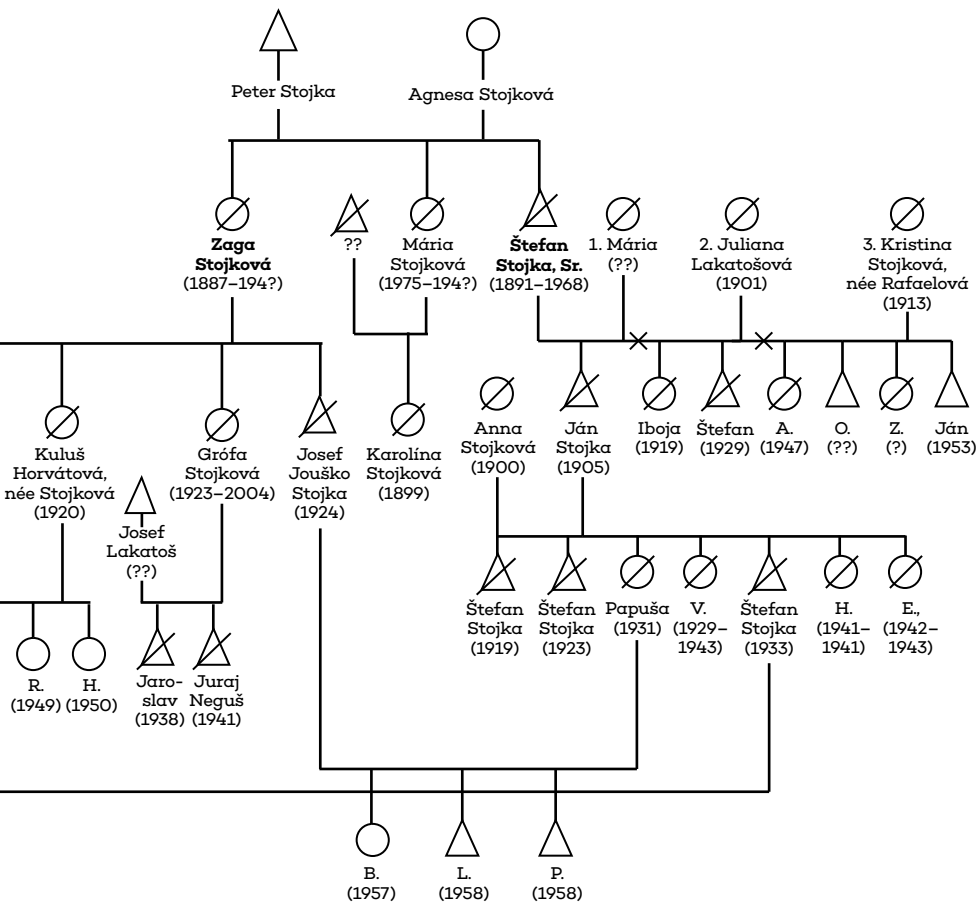 Peter Stojka
Agnesa Stojková
Zaga
Stojková
(1887–194?)
??
Mária
Stojková
(1975–194?)
Štefan
Stojka, Sr.
(1891–1968)
1. Mária
(??)
2. Juliana
Lakatošová
(1901)
3. Kristina
Stojková,
née Rafaelová
(1913)
Kuluš
Horvátová,
née Stojková
(1920)
Josef
Lakatoš
(??)
Grófa
Stojková
(1923–2004)
Josef
Jouško
Stojka
(1924)
Karolína
Stojková
(1899)
Anna
Stojková
(1900)
Ján
Stojka
(1905)
Iboja
(1919)
Štefan
(1929)
A.
(1947)
O.
(??)
Z.
(?)
Ján
(1953)
R.
(1949)
H.
(1950)
Jaro-
slav
(1938)
Juraj
Neguš
(1941)
Štefan
Stojka
(1919)
Štefan
Stojka
(1923)
Papuša
(1931)
V.
(1929–
1943)
Štefan
Stojka
(1933)
H.
(1941–
1941)
E.,
(1942–
1943)
B.
(1957)
L.
(1958)
P.
(1958)